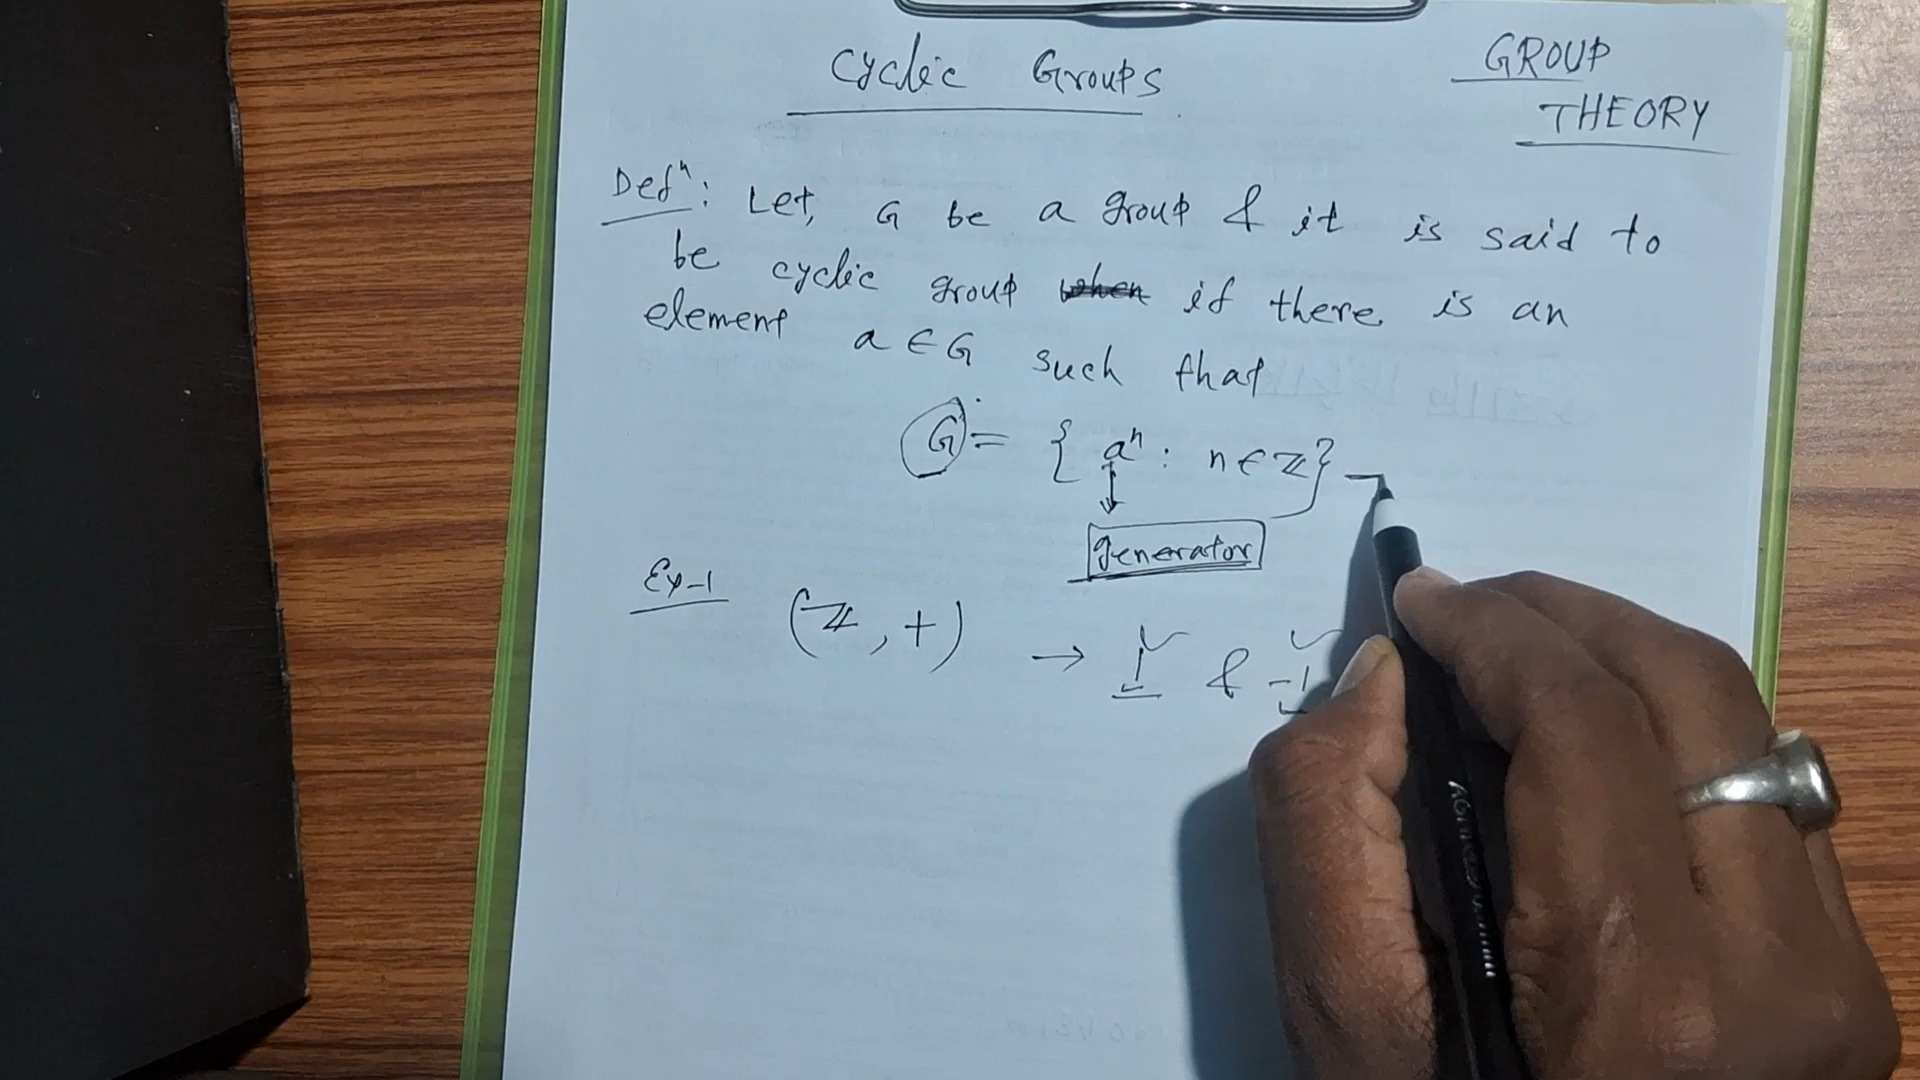 Cyclic Groups
GROUP
THEORY
Defⁿ: Let, G be a group & it is said to
be cyclic group when if there is an
element a ∈ G such that
G = { aⁿ : n ∈ ℤ } —
generator
Ex-1
(ℤ, +) → 1 & -1